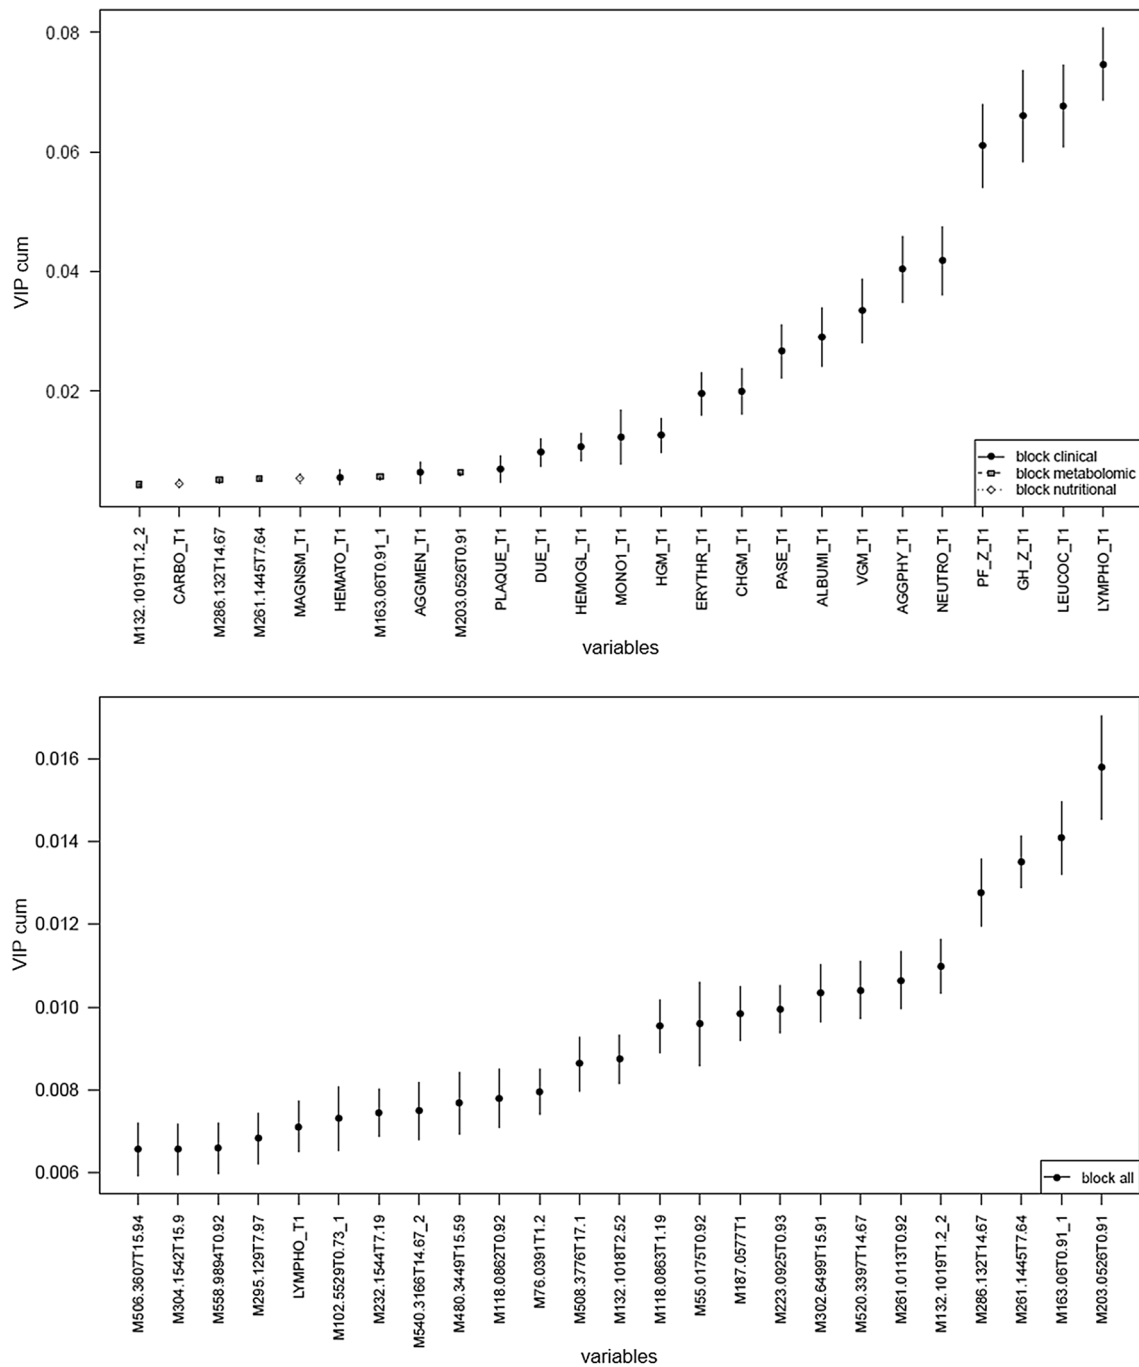 0.08
0.06
0.04
0.02
VIP cum
block clinical
block metabolomic
block nutritional
M132.1019T1.2_2
CARBO_T1
M286.132T14.67
M261.1445T7.64
MAGNSM_T1
HEMATO_T1
M163.06T0.91_1
AGGMEN_T1
M203.0526T0.91
PLAQUE_T1
DUE_T1
HEMOGL_T1
MONO1_T1
HGM_T1
ERYTHR_T1
CHGM_T1
PASE_T1
ALBUMI_T1
VGM_T1
AGGPHY_T1
NEUTRO_T1
PF_Z_T1
GH_Z_T1
LEUCOC_T1
LYMPHO_T1
variables
0.016
0.014
0.012
0.010
0.008
0.006
VIP cum
block all
M506.3607T15.94
M304.1542T15.9
M558.9894T0.92
M295.129T7.97
LYMPHO_T1
M102.5529T0.73_1
M232.1544T7.19
M540.3166T14.67_2
M480.3449T15.59
M118.0862T0.92
M76.0391T1.2
M508.3776T17.1
M132.1018T2.52
M118.0863T1.19
M55.0175T0.92
M187.0577T1
M223.0925T0.93
M302.6499T15.91
M520.3397T14.67
M261.0113T0.92
M132.1019T1.2_2
M286.132T14.67
M261.1445T7.64
M163.06T0.91_1
M203.0526T0.91
variables